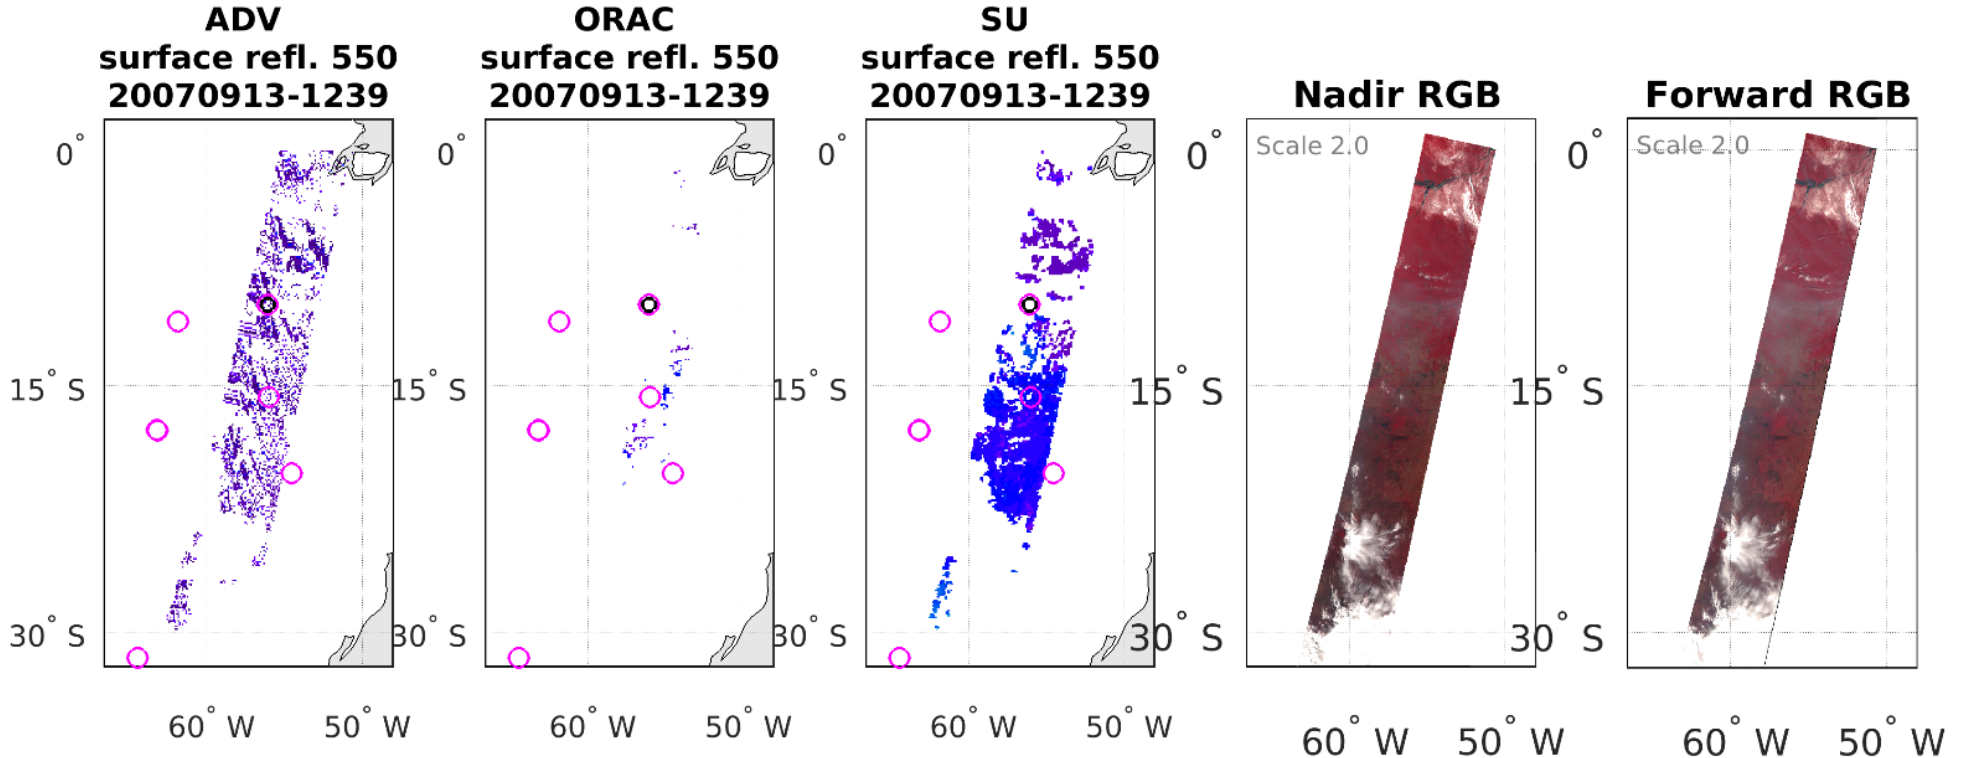 ADV
surface refl. 550
20070913-1239
ORAC
surface refl. 550
20070913-1239
SU
surface refl. 550
20070913-1239
Nadir RGB
Forward RGB
Scale 2.0
Scale 2.0
0°
0°
0°
0°
0°
15° S
15° S
15° S
15° S
15° S
30° S
30° S
30° S
30° S
30° S
60° W
50° W
60° W
50° W
60° W
50° W
60° W
50° W
60° W
50° W